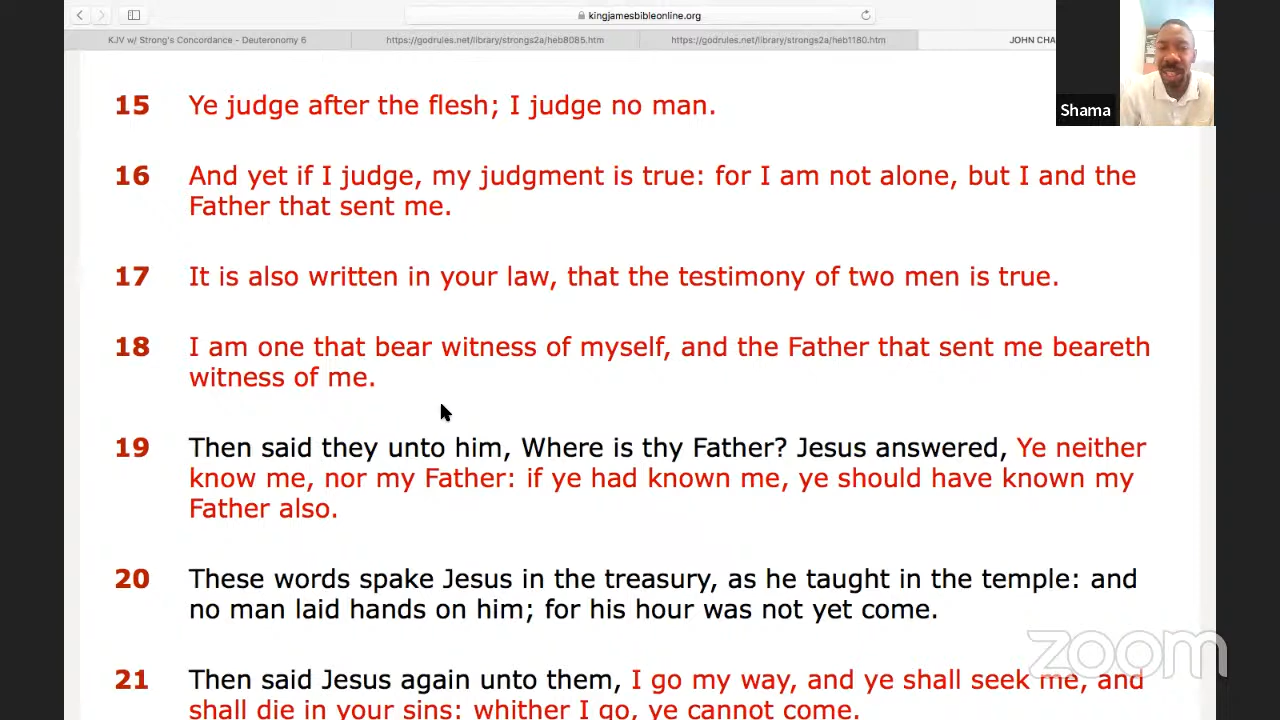 kingjamesbibleonline.org
KJV w/ Strong's Concordance - Deuteronomy 6
https://godrules.net/library/strongs2a/heb8085.htm
https://godrules.net/library/strongs2a/heb1180.htm
JOHN CHA
Shama
15 Ye judge after the flesh; I judge no man.
16 And yet if I judge, my judgment is true: for I am not alone, but I and the
Father that sent me.
17 It is also written in your law, that the testimony of two men is true.
18 I am one that bear witness of myself, and the Father that sent me beareth
witness of me.
19 Then said they unto him, Where is thy Father? Jesus answered, Ye neither
know me, nor my Father: if ye had known me, ye should have known my
Father also.
20 These words spake Jesus in the treasury, as he taught in the temple: and
no man laid hands on him; for his hour was not yet come.
21 Then said Jesus again unto them, I go my way, and ye shall seek me, and
shall die in your sins: whither I go, ye cannot come.
zoom